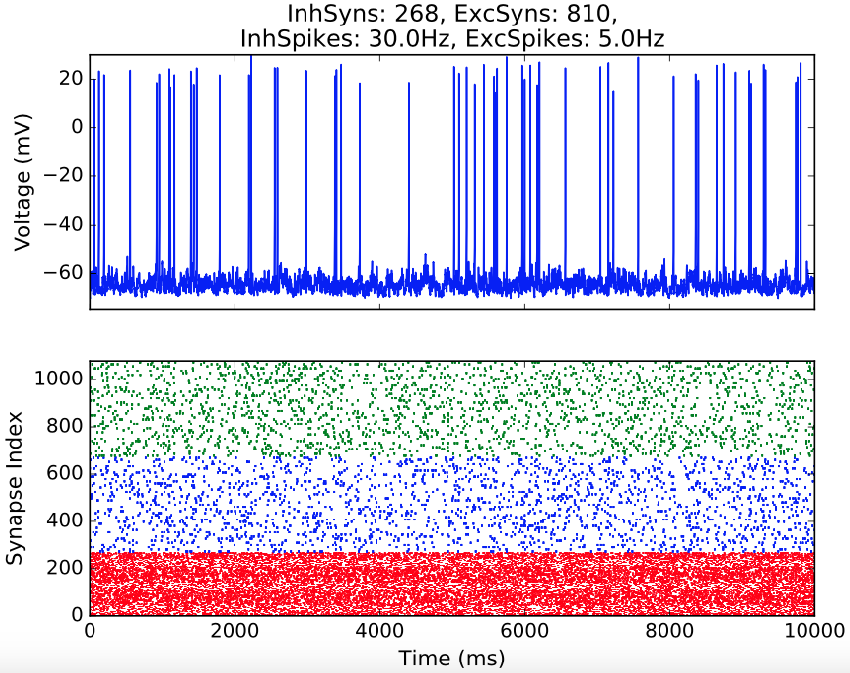 InhSyns: 268, ExcSyns: 810,
InhSpikes: 30.0Hz, ExcSpikes: 5.0Hz
Voltage (mV)
20
0
−20
−40
−60
Synapse Index
1000
800
600
400
200
0
0 2000 4000 6000 8000 10000
Time (ms)